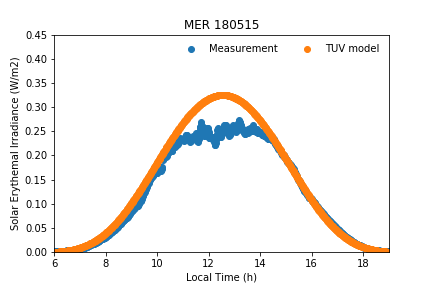 MER 180515
Measurement
TUV model
Solar Erythemal Irradiance (W/m2)
0.45
0.40
0.35
0.30
0.25
0.20
0.15
0.10
0.05
0.00
6 8 10 12 14 16 18
Local Time (h)